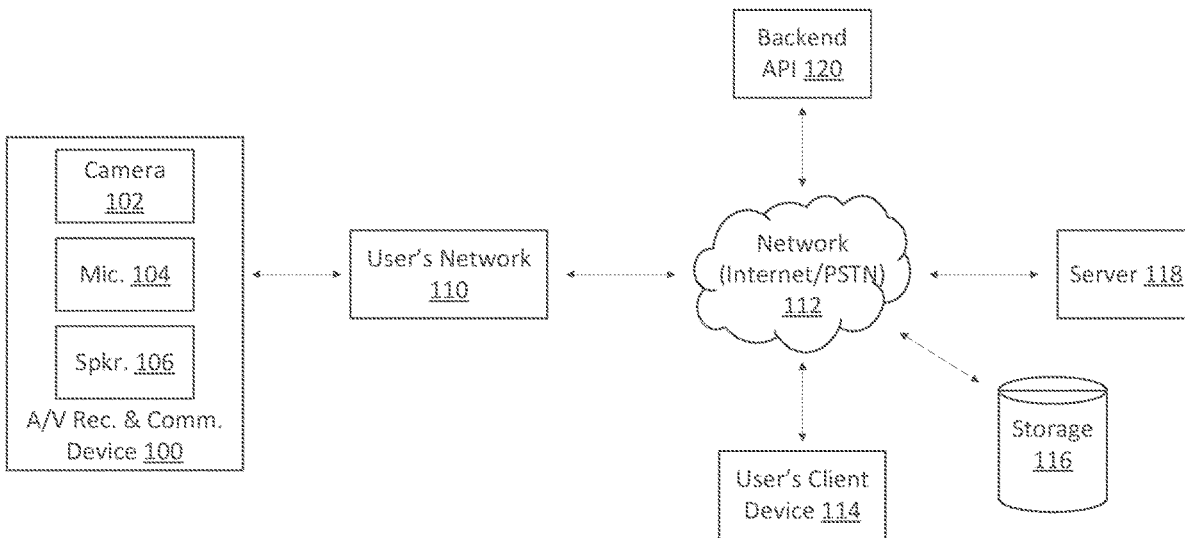 Backend
API 120
Camera
102
Mic. 104
Spkr. 106
A/V Rec. & Comm.
Device 100
User's Network
110
Network
(Internet/PSTN)
112
Server 118
Storage
116
User's Client
Device 114